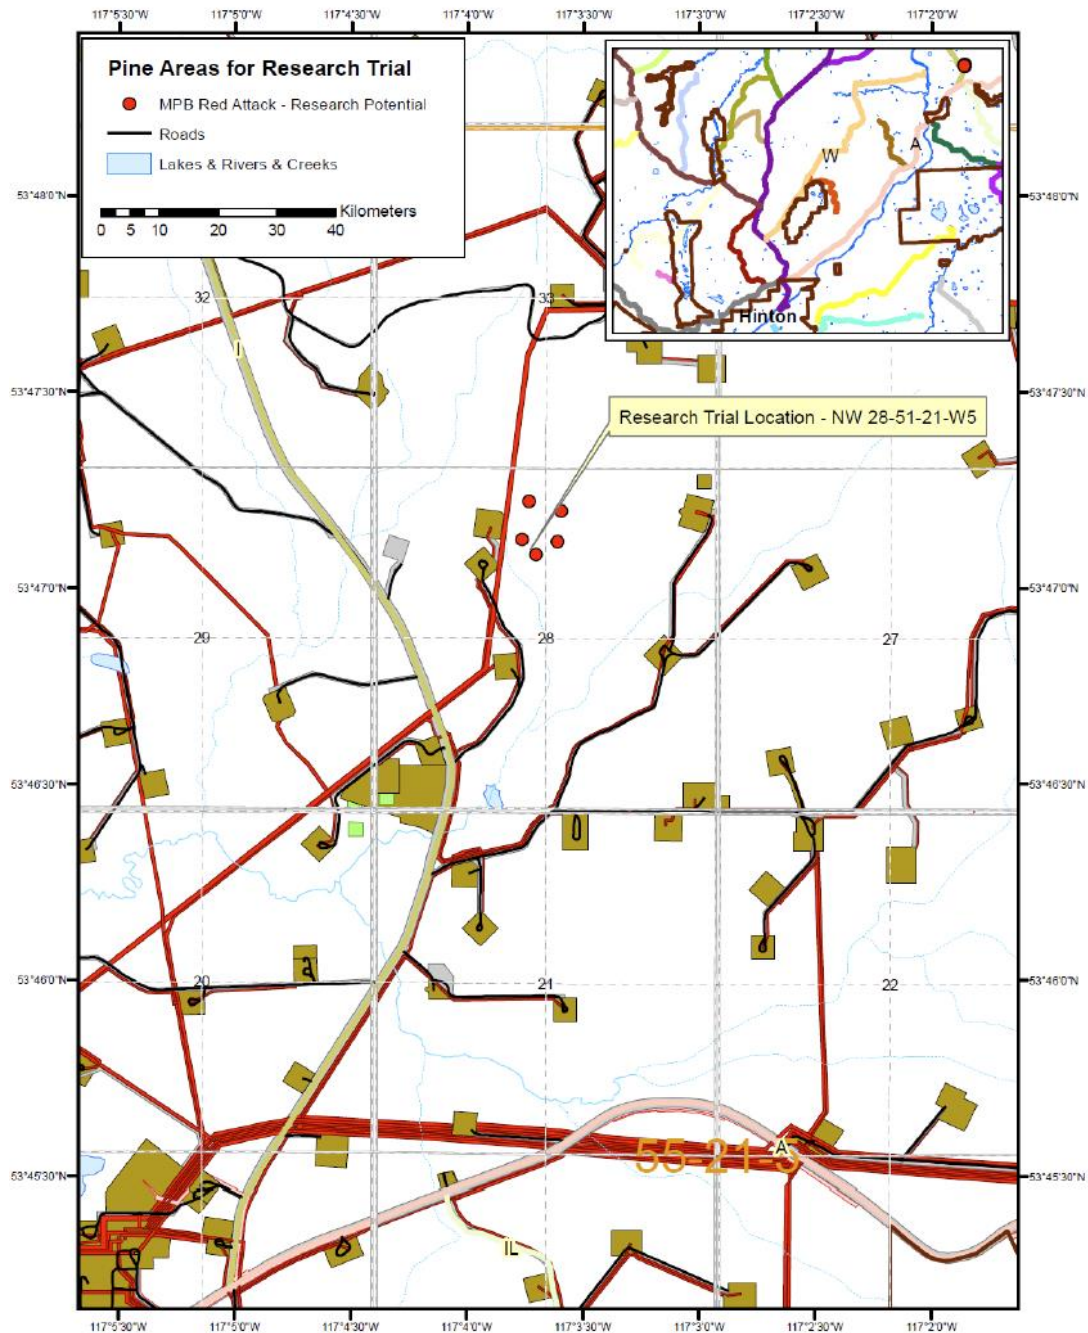 117°5'30"W 117°5'0"W 117°4'30"W 117°4'0"W 117°3'30"W 117°3'0"W 117°2'30"W 117°2'0"W
Pine Areas for Research Trial
MPB Red Attack - Research Potential
Roads
Lakes & Rivers & Creeks
Kilometers
0 5 10 20 30 40
W
A
Hinton
53°48'0"N 53°48'0"N
32 33
J
53°47'30"N 53°47'30"N
Research Trial Location - NW 28-51-21-W5
53°47'0"N 53°47'0"N
29 28 27
53°46'30"N 53°46'30"N
53°46'0"N 53°46'0"N
20 21 22
55-21-5
A
53°45'30"N 53°45'30"N
IL
117°5'30"W 117°5'0"W 117°4'30"W 117°4'0"W 117°3'30"W 117°3'0"W 117°2'30"W 117°2'0"W